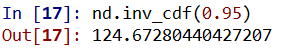 In [17]: nd.inv_cdf(0.95)
Out[17]: 124.67280440427207